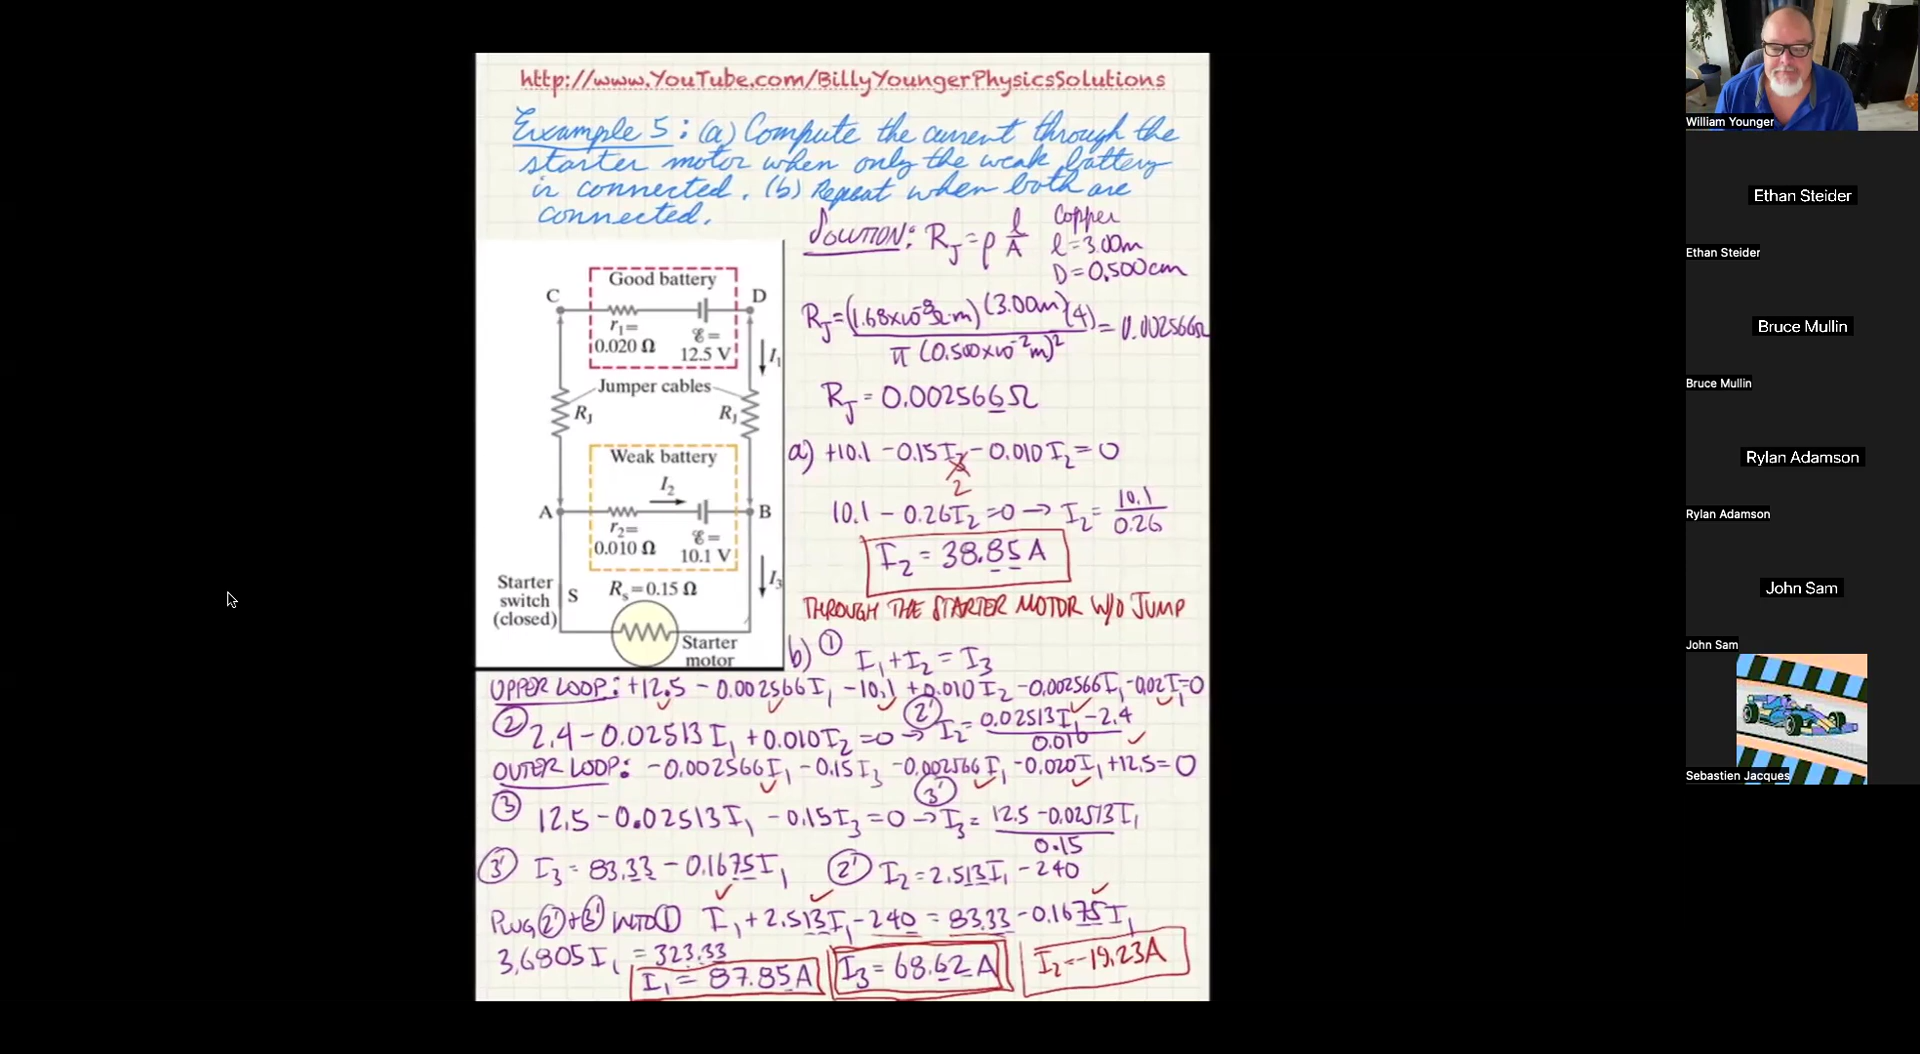 http://www.YouTube.com/BillyYoungerPhysicsSolutions
Example 5: (a) Compute the current through the
starter motor when only the weak battery
is connected. (b) Repeat when both are
connected.
SOLUTION: R_J = ρ l/A
Copper
l = 3.00m
D = 0.500cm
R_J = (1.68x10^-8 Ω·m)(3.00m)(4) / π(0.500x10^-2 m)^2 = 0.002566Ω
R_J = 0.002566Ω
Good battery
C
D
r1=
0.020 Ω
ℰ =
12.5 V
I1
Jumper cables
RJ
RJ
Weak battery
I2
A
B
r2=
0.010 Ω
ℰ =
10.1 V
Starter
switch
(closed)
S
Rs=0.15 Ω
I3
Starter
motor
a) +10.1 - 0.15I - 0.010I2 = 0
2
10.1 - 0.26I2 = 0 → I2 = 10.1/0.26
I2 = 38.85 A
THROUGH THE STARTER MOTOR W/O JUMP
b) ① I1 + I2 = I3
UPPER LOOP: +12.5 - 0.002566I1 - 10.1 + 0.010I2 - 0.002566I1 - 0.02I1 = 0
② 2.4 - 0.02513I1 + 0.010I2 = 0 → ②' I2 = (0.02513I1 - 2.4)/0.010
OUTER LOOP: -0.002566I1 - 0.15I3 - 0.002566I1 - 0.020I1 + 12.5 = 0
③ 12.5 - 0.02513I1 - 0.15I3 = 0 → ③' I3 = (12.5 - 0.02513I1)/0.15
③' I3 = 83.33 - 0.1675I1 ②' I2 = 2.513I1 - 240
PLUG ②' + ③' INTO ① I1 + 2.513I1 - 240 = 83.33 - 0.1675I1
3.6805I1 = 323.33
I1 = 87.85A
I3 = 68.62A
I2 = -19.23A
William Younger
Ethan Steider
Ethan Steider
Bruce Mullin
Bruce Mullin
Rylan Adamson
Rylan Adamson
John Sam
John Sam
Sebastien Jacques